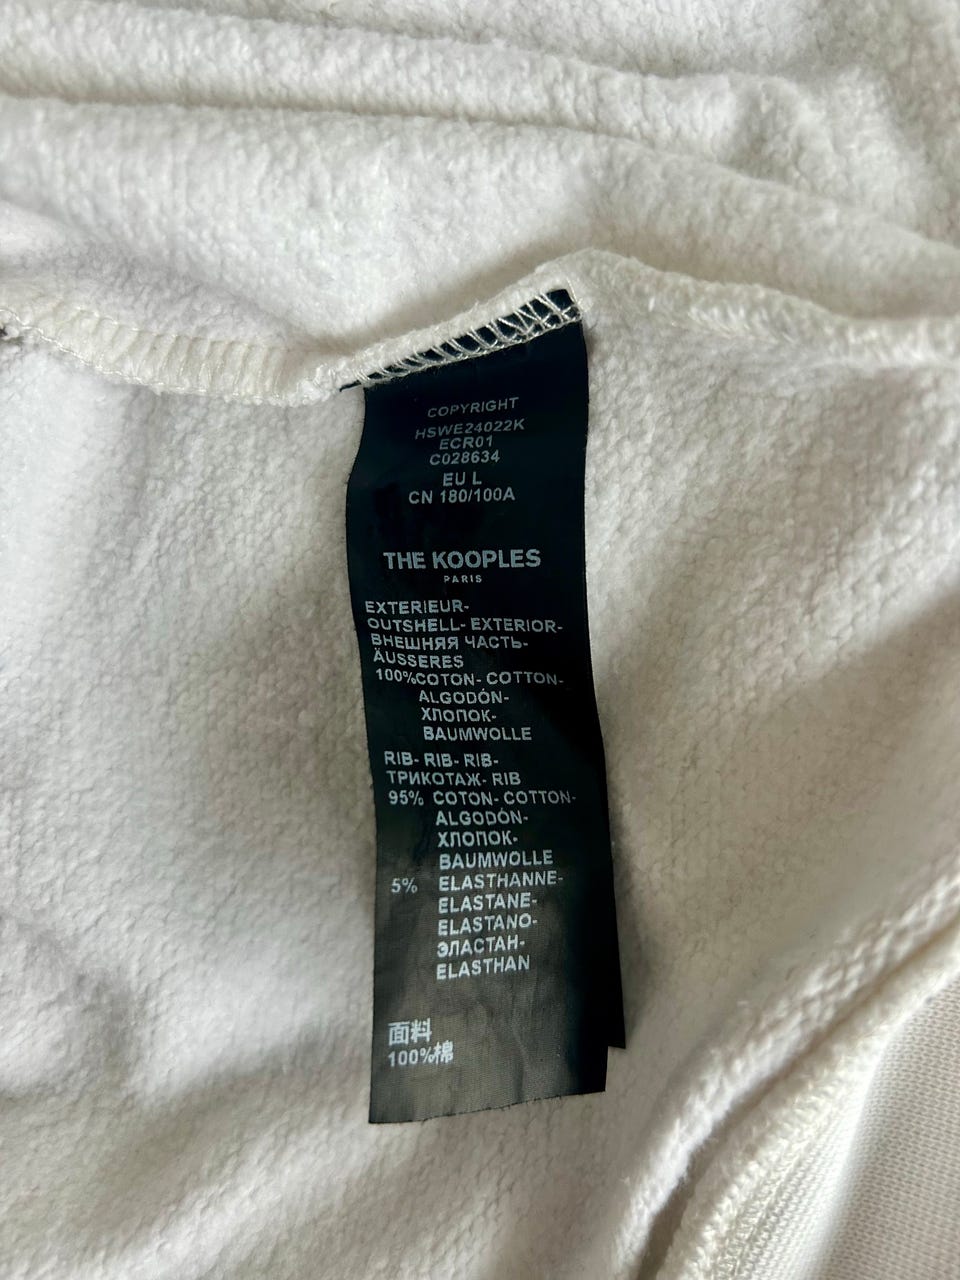 COPYRIGHT
HSWE24022K
ECR01
C028634
EU L
CN 180/100A
THE KOOPLES
PARIS
EXTERIEUR-
OUTSHELL- EXTERIOR-
ВНЕШНЯЯ ЧАСТЬ-
ÄUSSERES
100%COTON- COTTON-
ALGODÓN-
ХЛОПОК-
BAUMWOLLE
RIB- RIB- RIB-
ТРИКОТАЖ- RIB
95% COTON- COTTON-
ALGODÓN-
ХЛОПОК-
BAUMWOLLE
5% ELASTHANNE-
ELASTANE-
ELASTANO-
ЭЛАСТАН-
ELASTHAN
面料
100%棉